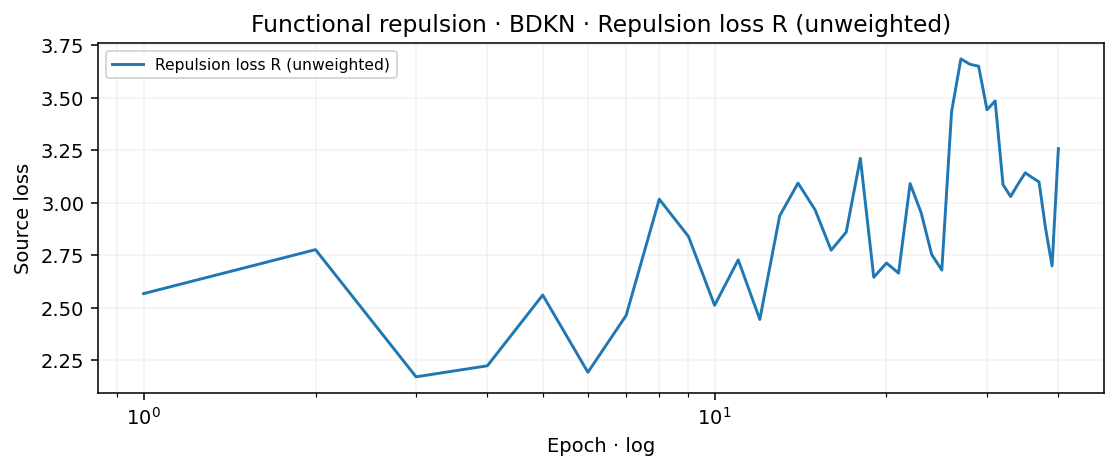 Functional repulsion · BDKN · Repulsion loss R (unweighted)
Repulsion loss R (unweighted)
Source loss
3.75
3.50
3.25
3.00
2.75
2.50
2.25
10⁰
10¹
Epoch · log